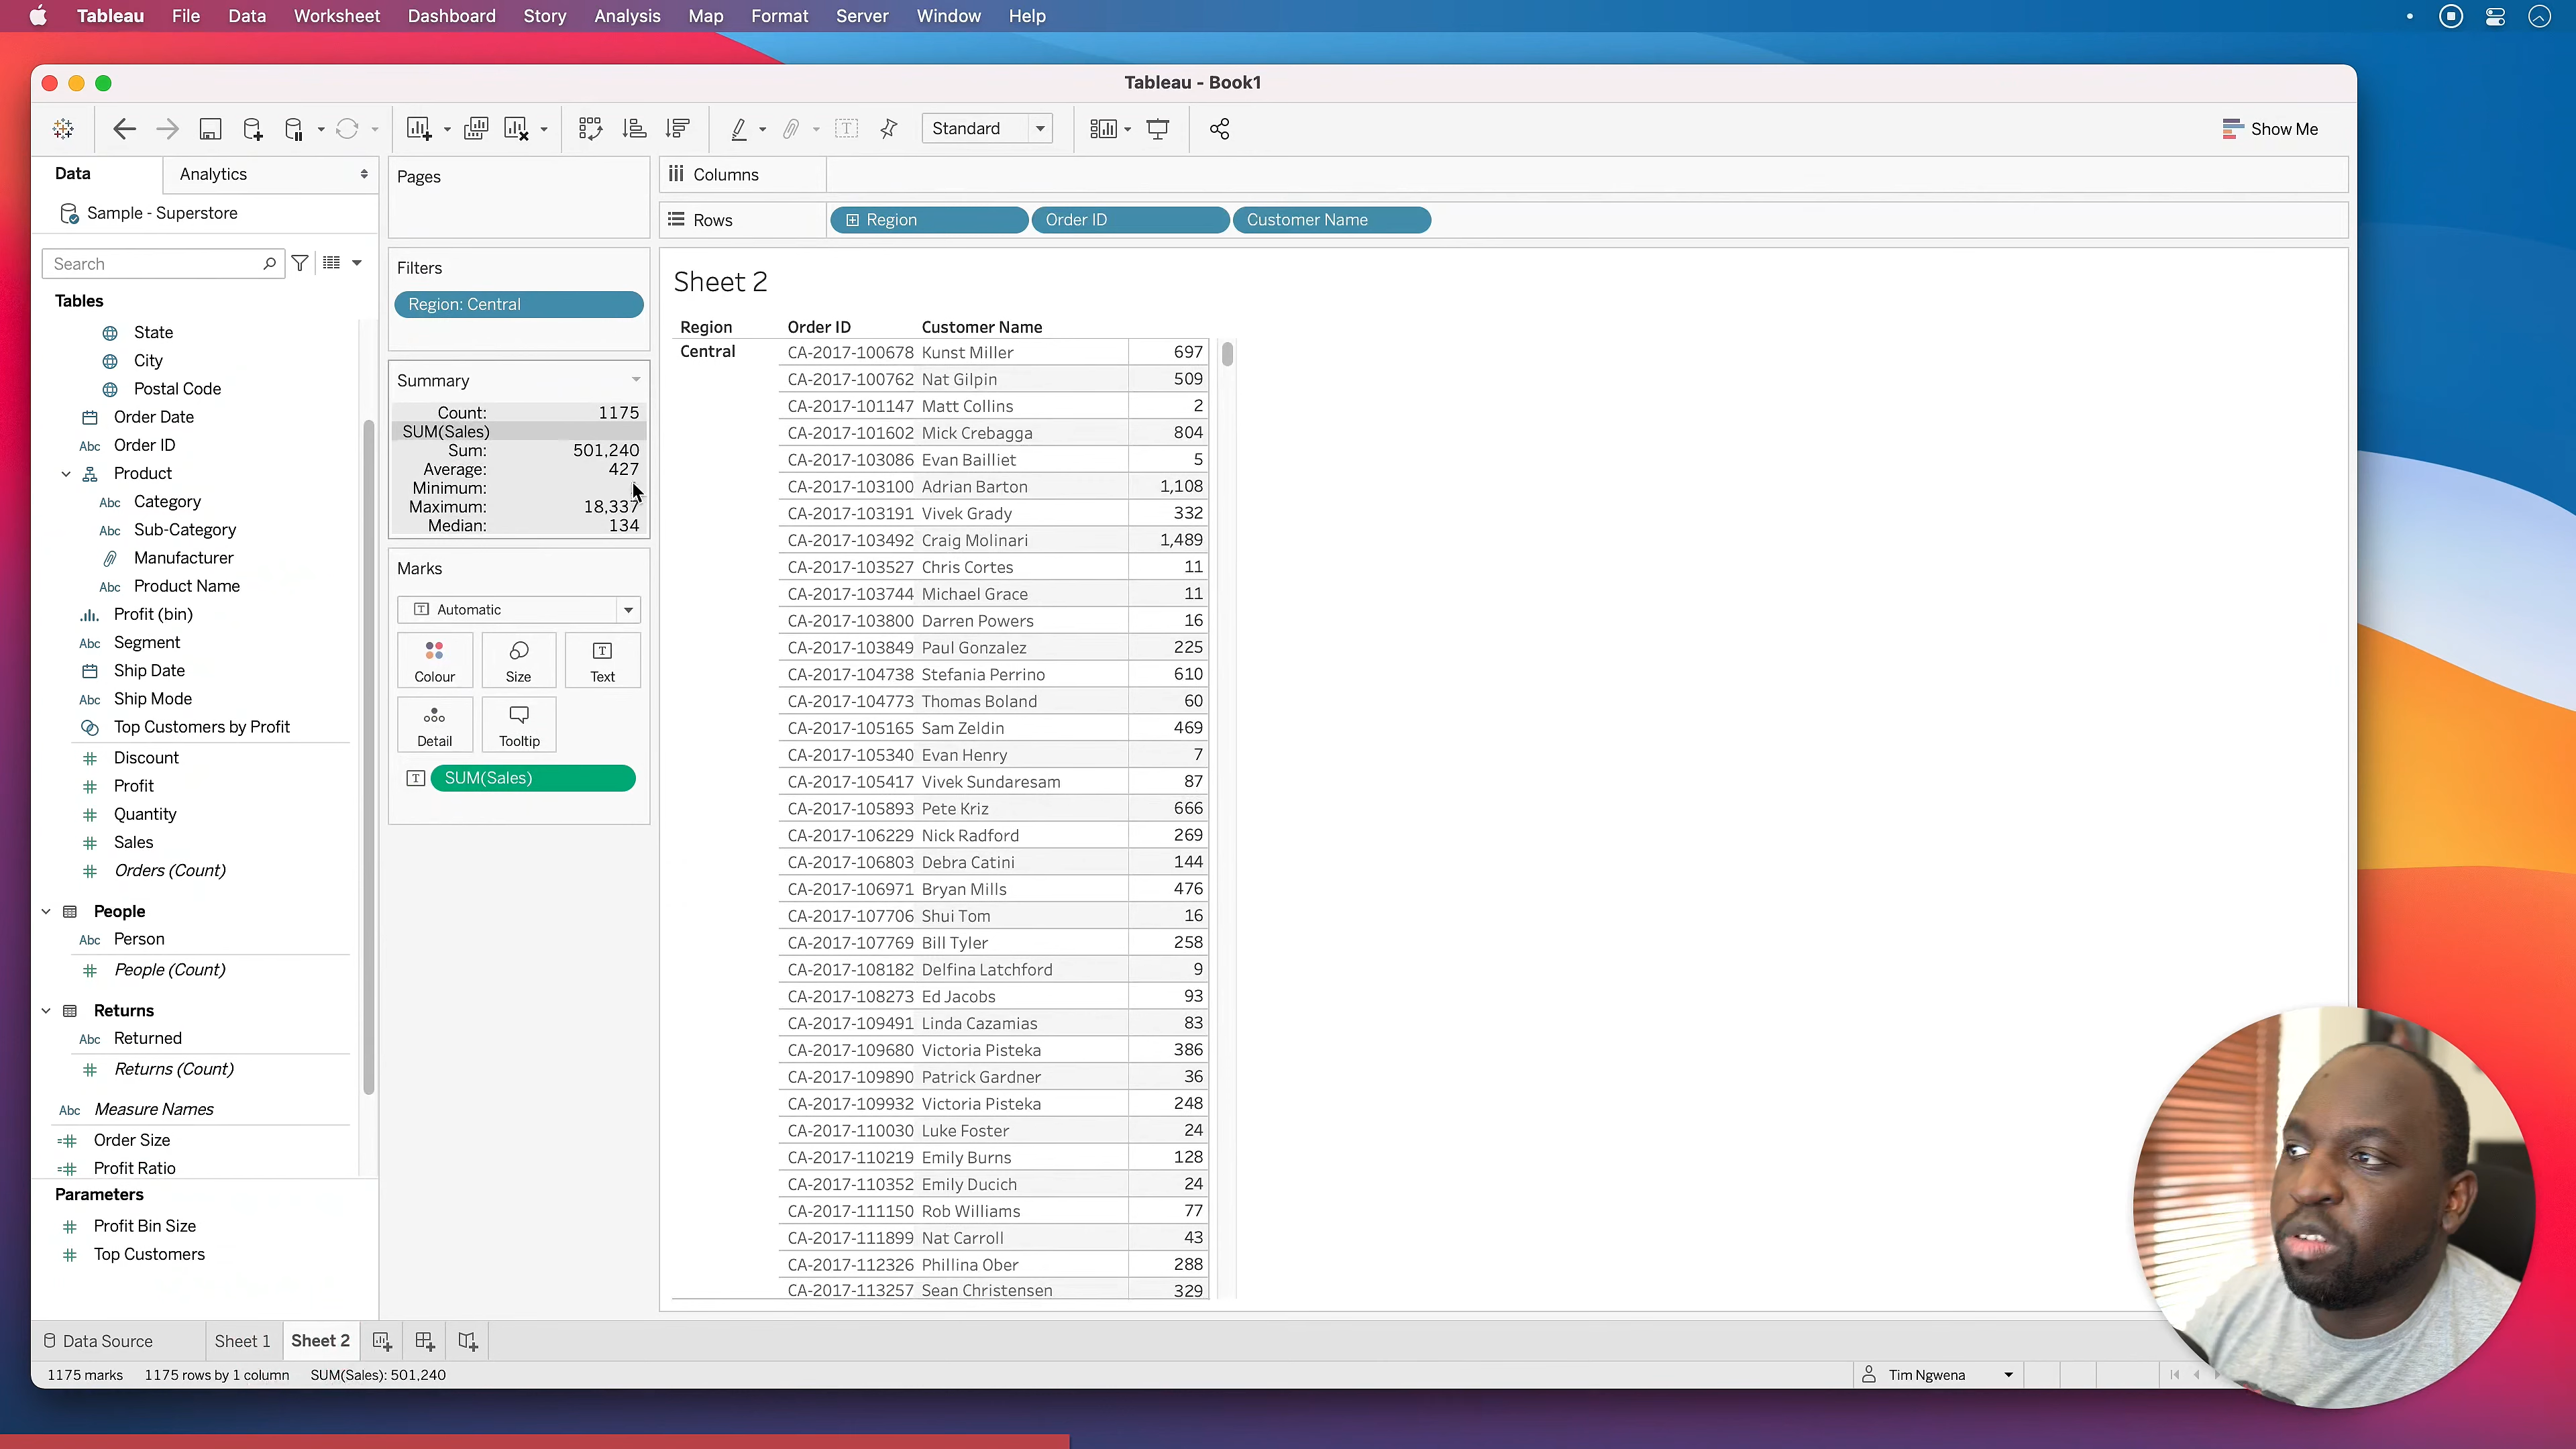 Tableau File Data Worksheet Dashboard Story Analysis Map Format Server Window Help
Tableau - Book1
Standard
Show Me
Data Analytics
Sample - Superstore
Search
Tables
State
City
Postal Code
Order Date
Abc Order ID
Product
Abc Category
Abc Sub-Category
Manufacturer
Abc Product Name
Profit (bin)
Abc Segment
Ship Date
Abc Ship Mode
Top Customers by Profit
Discount
Profit
Quantity
Sales
Orders (Count)
People
Abc Person
People (Count)
Returns
Abc Returned
Returns (Count)
Abc Measure Names
Order Size
Profit Ratio
Parameters
Profit Bin Size
Top Customers
Pages
Filters
Region: Central
Summary
Count: 1175
SUM(Sales)
Sum: 501,240
Average: 427
Minimum:
Maximum: 18,337
Median: 134
Marks
Automatic
Colour Size Text
Detail Tooltip
SUM(Sales)
Columns
Rows Region Order ID Customer Name
Sheet 2
Region Order ID Customer Name
Central CA-2017-100678 Kunst Miller 697
CA-2017-100762 Nat Gilpin 509
CA-2017-101147 Matt Collins 2
CA-2017-101602 Mick Crebagga 804
CA-2017-103086 Evan Bailliet 5
CA-2017-103100 Adrian Barton 1,108
CA-2017-103191 Vivek Grady 332
CA-2017-103492 Craig Molinari 1,489
CA-2017-103527 Chris Cortes 11
CA-2017-103744 Michael Grace 11
CA-2017-103800 Darren Powers 16
CA-2017-103849 Paul Gonzalez 225
CA-2017-104738 Stefania Perrino 610
CA-2017-104773 Thomas Boland 60
CA-2017-105165 Sam Zeldin 469
CA-2017-105340 Evan Henry 7
CA-2017-105417 Vivek Sundaresam 87
CA-2017-105893 Pete Kriz 666
CA-2017-106229 Nick Radford 269
CA-2017-106803 Debra Catini 144
CA-2017-106971 Bryan Mills 476
CA-2017-107706 Shui Tom 16
CA-2017-107769 Bill Tyler 258
CA-2017-108182 Delfina Latchford 9
CA-2017-108273 Ed Jacobs 93
CA-2017-109491 Linda Cazamias 83
CA-2017-109680 Victoria Pisteka 386
CA-2017-109890 Patrick Gardner 36
CA-2017-109932 Victoria Pisteka 248
CA-2017-110030 Luke Foster 24
CA-2017-110219 Emily Burns 128
CA-2017-110352 Emily Ducich 24
CA-2017-111150 Rob Williams 77
CA-2017-111899 Nat Carroll 43
CA-2017-112326 Phillina Ober 288
CA-2017-113257 Sean Christensen 329
Data Source Sheet 1 Sheet 2
1175 marks 1175 rows by 1 column SUM(Sales): 501,240
Tim Ngwena